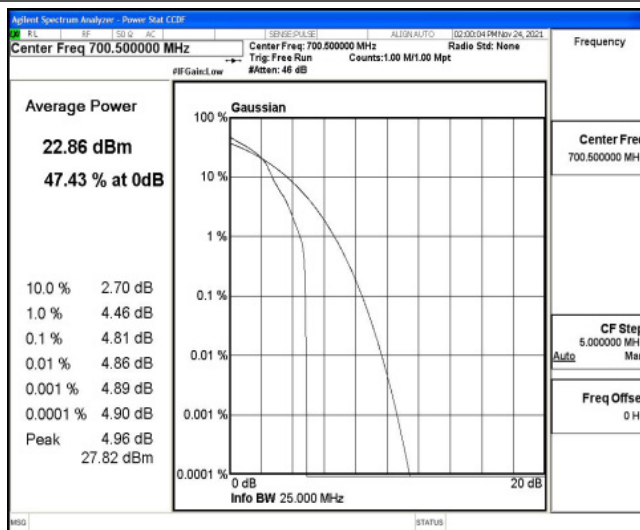 Agilent Spectrum Analyzer - Power Stat CCDF
RL RF 50 Ω AC SENSE:PULSE ALIGN AUTO 02:00:04 PM Nov 24, 2021
Center Freq 700.500000 MHz
Center Freq: 700.500000 MHz Radio Std: None
Trig: Free Run Counts:1.00 M/1.00 Mpt
#IFGain:Low #Atten: 46 dB
Frequency
Average Power
22.86 dBm
47.43 % at 0dB
10.0 % 2.70 dB
1.0 % 4.46 dB
0.1 % 4.81 dB
0.01 % 4.86 dB
0.001 % 4.89 dB
0.0001 % 4.90 dB
Peak 4.96 dB
27.82 dBm
Gaussian
100 %
10 %
1 %
0.1 %
0.01 %
0.001 %
0.0001 %
0 dB 20 dB
Info BW 25.000 MHz
Center Freq
700.500000 MH
CF Step
5.000000 MH
Auto Ma
Freq Offse
0 H
MSG STATUS